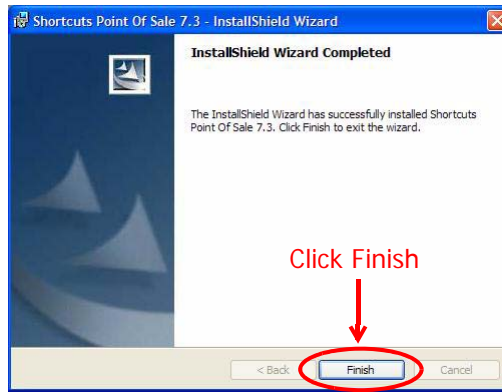 Shortcuts Point Of Sale 7.3 - InstallShield Wizard
InstallShield Wizard Completed
The InstallShield Wizard has successfully installed Shortcuts
Point Of Sale 7.3. Click Finish to exit the wizard.
Click Finish
< Back Finish Cancel